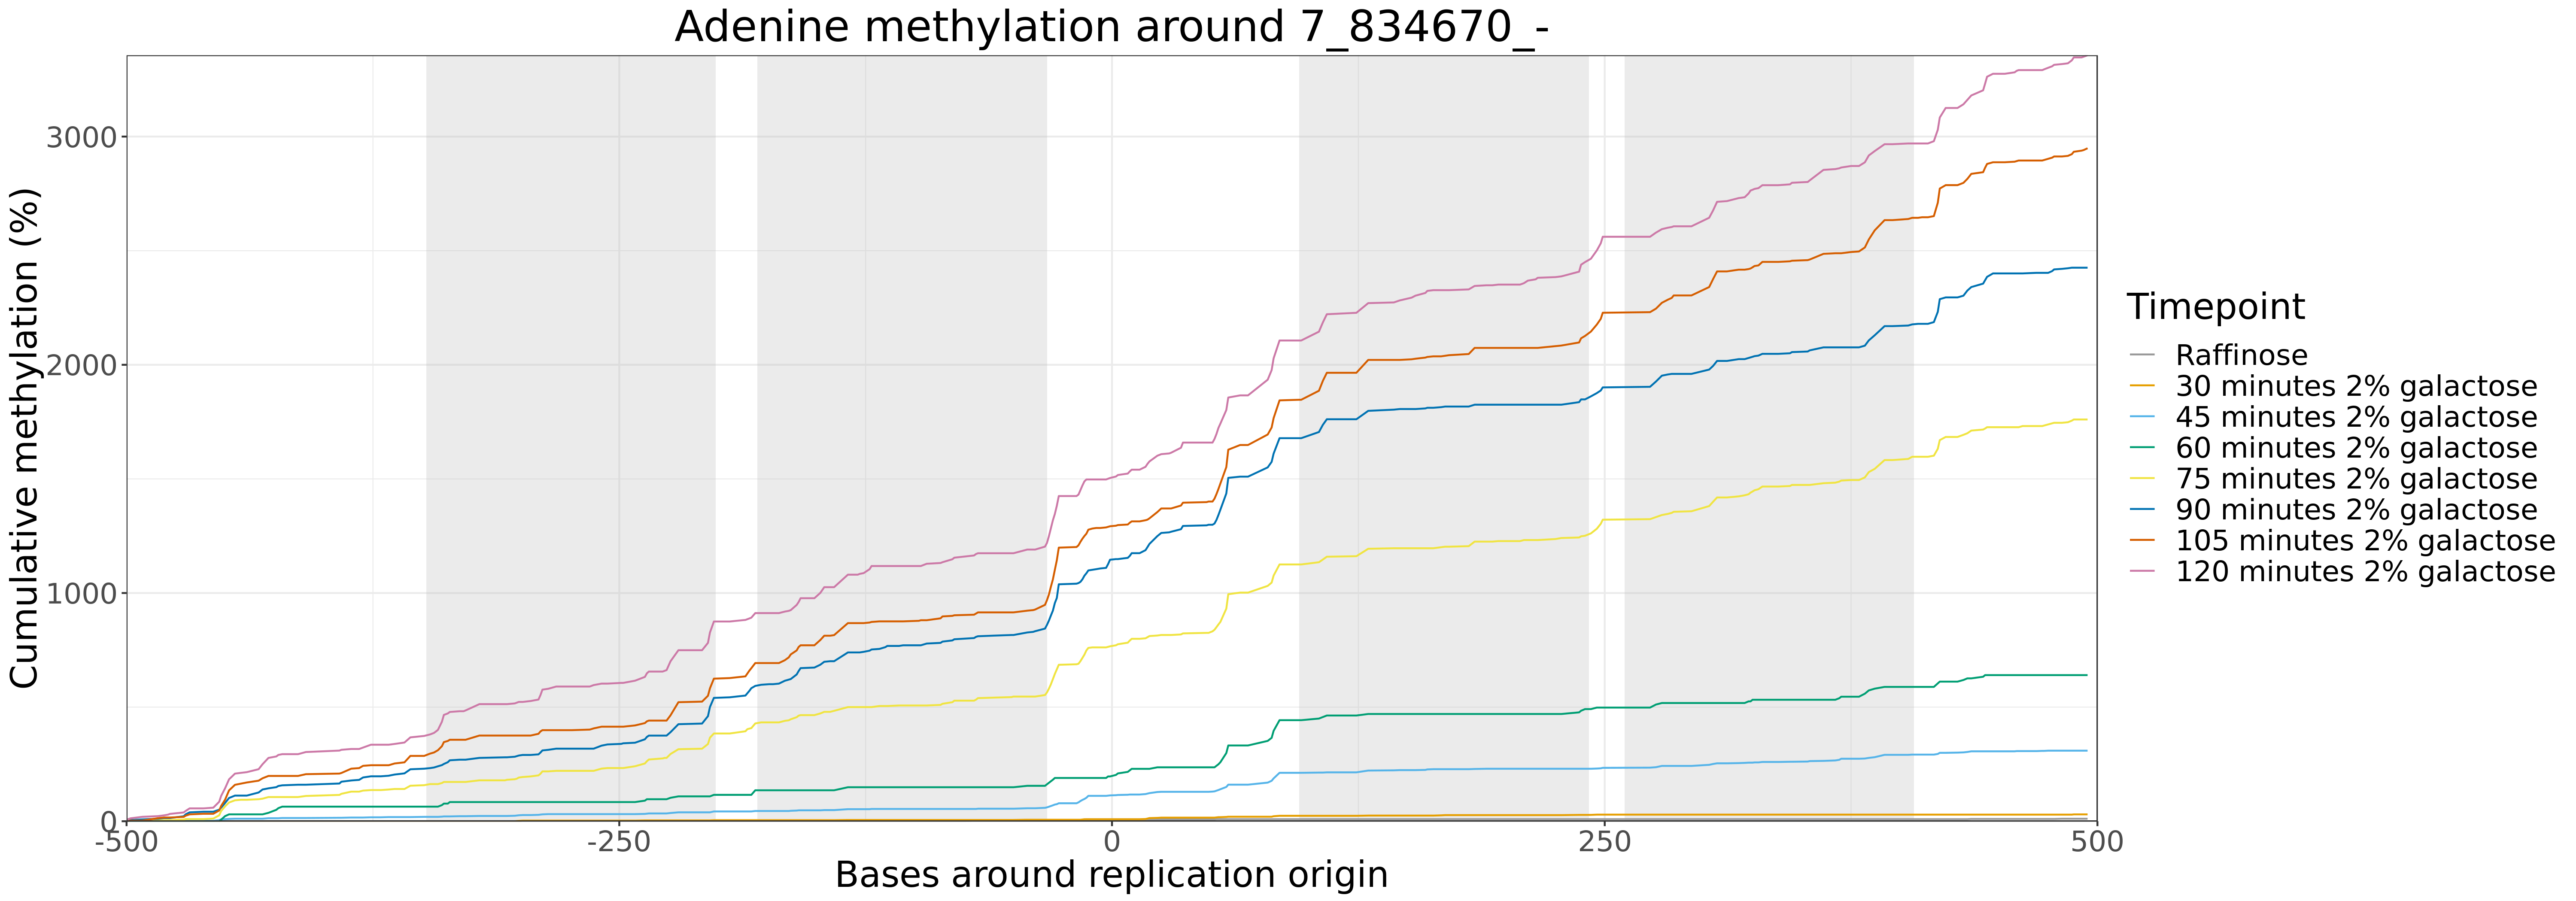 Adenine methylation around 7_834670_-
Cumulative methylation (%)
3000
2000
1000
0
-500
-250
0
250
500
Bases around replication origin
Timepoint
Raffinose
30 minutes 2% galactose
45 minutes 2% galactose
60 minutes 2% galactose
75 minutes 2% galactose
90 minutes 2% galactose
105 minutes 2% galactose
120 minutes 2% galactose